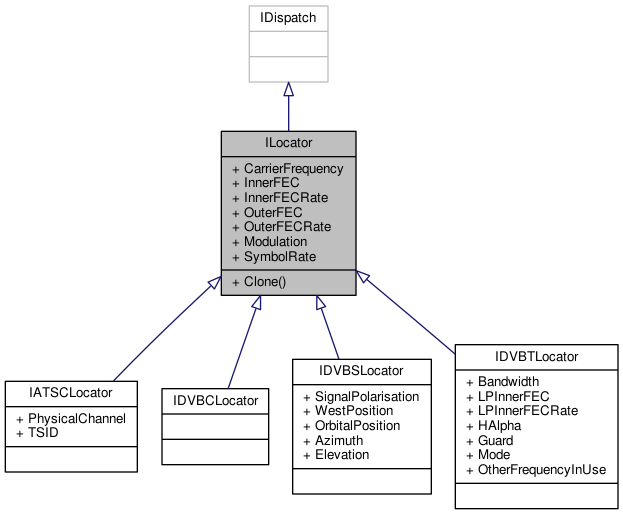 IDispatch
ILocator
+ CarrierFrequency
+ InnerFEC
+ InnerFECRate
+ OuterFEC
+ OuterFECRate
+ Modulation
+ SymbolRate
+ Clone()
IATSCLocator
+ PhysicalChannel
+ TSID
IDVBCLocator
IDVBSLocator
+ SignalPolarisation
+ WestPosition
+ OrbitalPosition
+ Azimuth
+ Elevation
IDVBTLocator
+ Bandwidth
+ LPInnerFEC
+ LPInnerFECRate
+ HAlpha
+ Guard
+ Mode
+ OtherFrequencyInUse